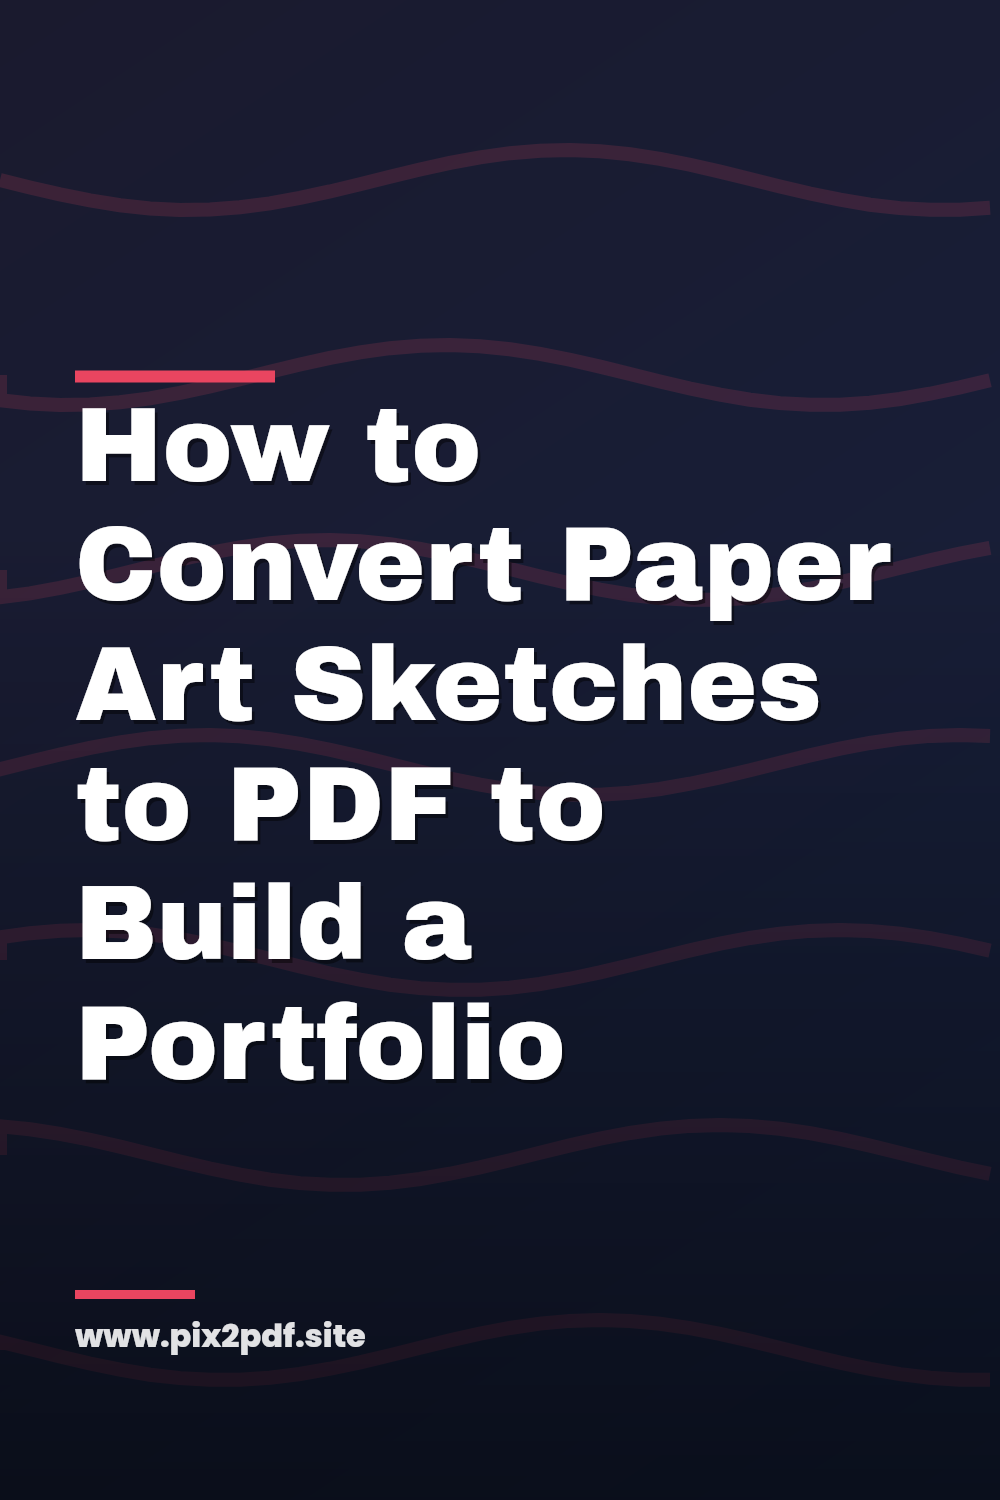 How to
Convert Paper
Art Sketches
to PDF to
Build a
Portfolio
www.pix2pdf.site